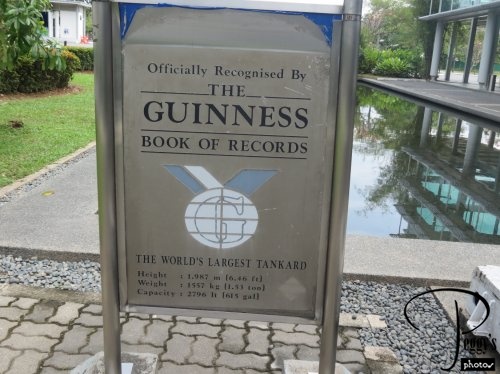 Officially Recognised By
THE
GUINNESS
BOOK OF RECORDS
G
THE WORLD'S LARGEST TANKARD
Height : 1.987 m [6.46 ft]
Weight : 1557 kg [1.53 ton]
Capacity : 2796 lt [615 gal]
photos